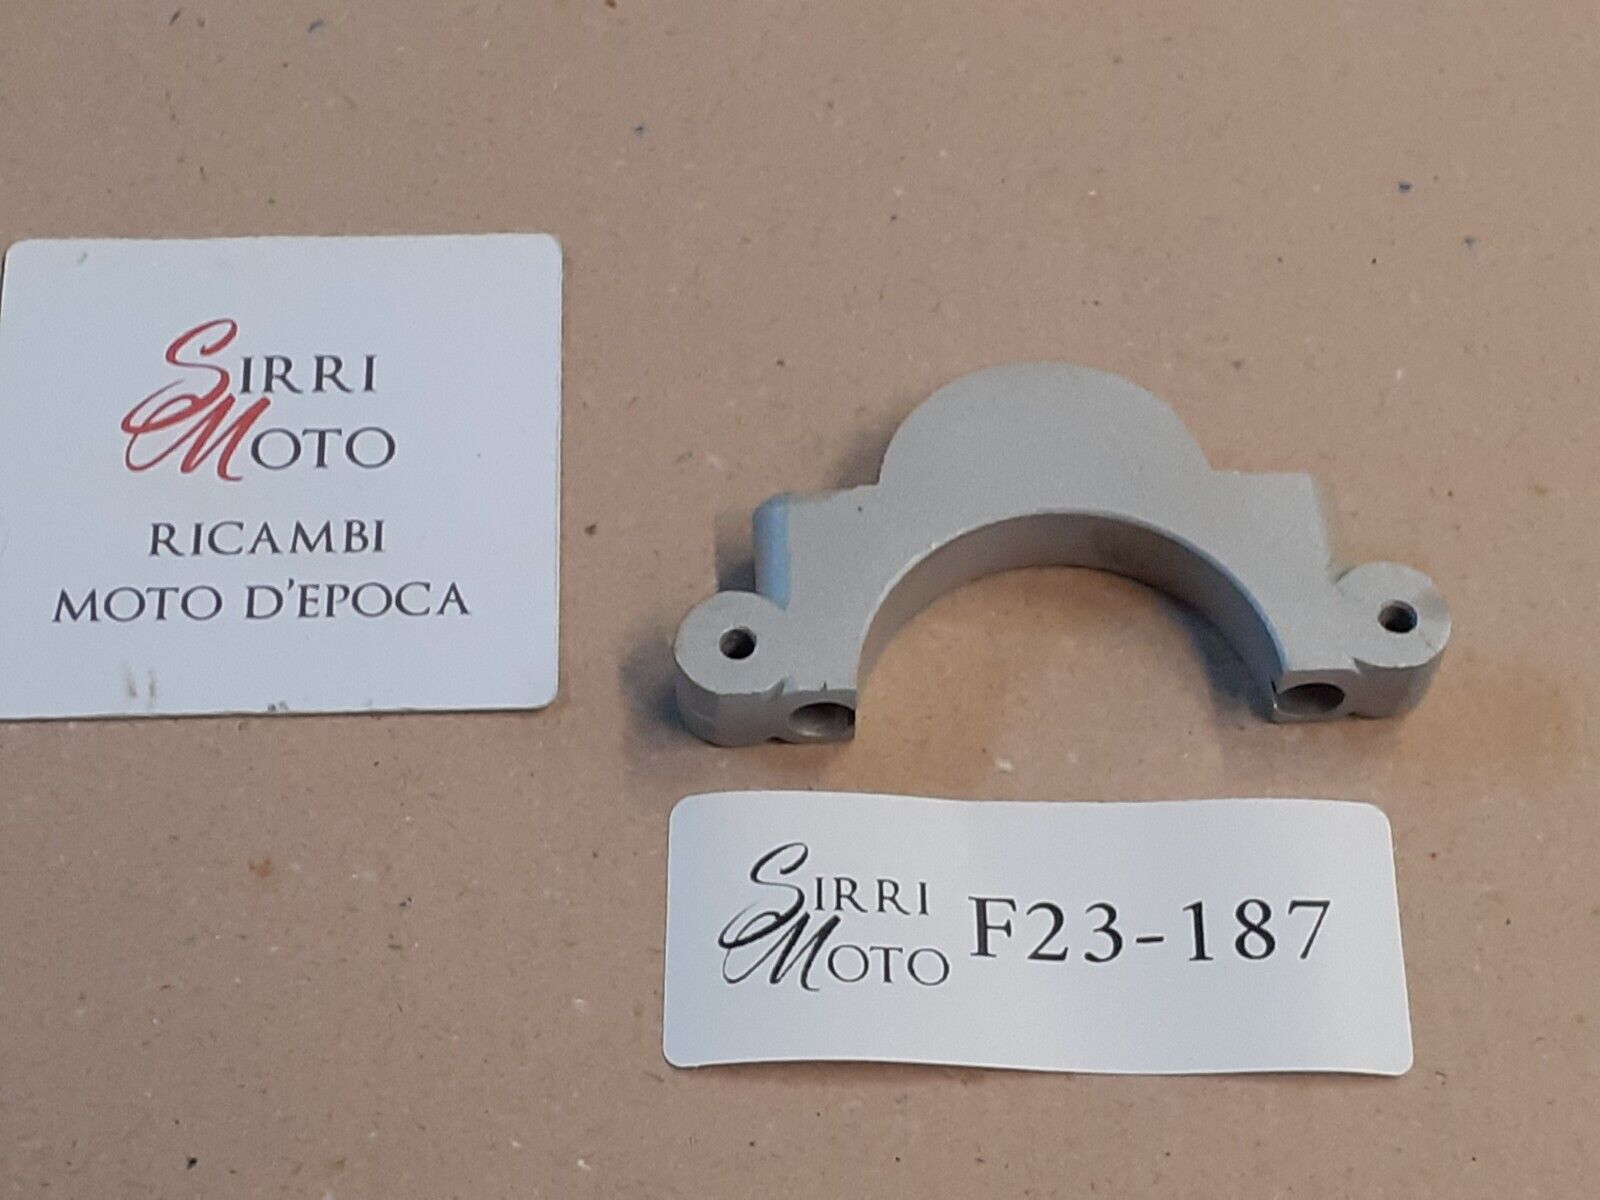 SIRRI
MOTO
RICAMBI
MOTO D'EPOCA
SIRRI
MOTO
F23-187